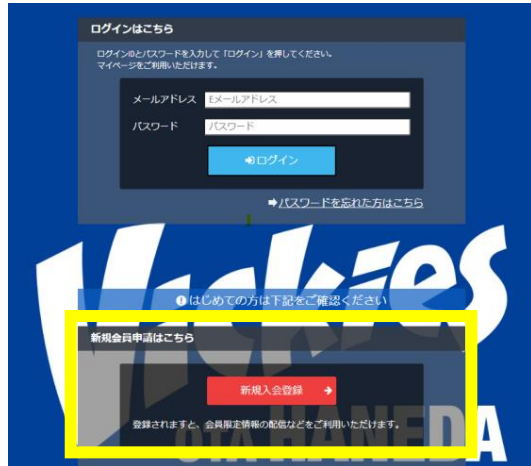 ログインはこちら
ログインIDとパスワードを入力して「ログイン」を押してください。
マイページをご利用いただけます。
メールアドレス Eメールアドレス
パスワード パスワード
ログイン
パスワードを忘れた方はこちら
Vickies
はじめての方は下記をご確認ください
新規会員申請はこちら
新規入会登録
登録されますと、会員限定情報の配信などをご利用いただけます。
OTA HANEDA